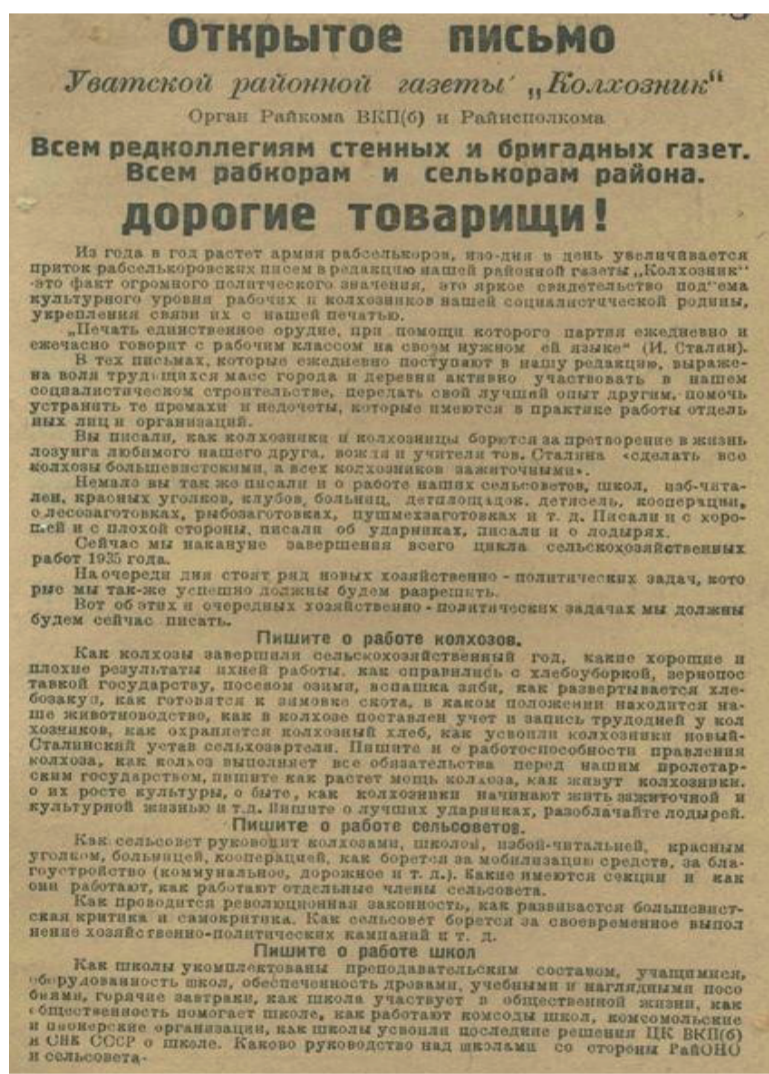 Открытое письмо
Уватской районной газеты „Колхозник“
Орган Райкома ВКП(б) и Райисполкома
Всем редколлегиям стенных и бригадных газет.
Всем рабкорам и селькорам района.
дорогие товарищи!
Из года в год растет армия рабселькоров, изо-дня в день увеличивается
приток рабселькоровских писем в редакцию нашей районной газеты „Колхозник“
-это факт огромного политческого значения, это яркое свидетельство под"ема
культурного уровня рабочих и колхозников нашей социалистической родины,
укрепления связи их с нашей печатью.
„Печать единственное орудие, при помощи которого партия ежедневно и
ежечасно говорит с рабочим классом на своем нужном ей языке“ (И. Сталин).
В тех письмах, которые ежедневно поступают в нашу редакцию, выраже-
на воля трудящихся масс города и деревни активно участвовать в нашем
социалистическом строительстве, передать свой лучший опыт другим, помочь
устранить те промахи и недочеты, которые имеются в практике работы отдель
ных лиц и организаций.
Вы писали, как колхозники и колхозницы борются за претворение в жизнь
лозунга любимого нашего друга, вождя и учителя тов. Сталина «сделать все
колхозы большевистскими, а всех колхозников зажиточными».
Немало вы так же писали и о работе наших сельсоветов, школ, изб-чита-
лен, красных уголков, клубов, больниц, детплощадок, детясель, кооперации,
о лесозаготовках, рыбозаготовках, пушмехзаготовках и т. д. Писали и с хоро-
шей и с плохой стороны, писали об ударниках, писали и о лодырях.
Сейчас мы накануне завершения всего цикла сельскохозяйственных
работ 1935 года.
На очереди дня стоят ряд новых хозяйственно - политических задач, кото
рые мы так-же успешно должны будем разрешить.
Вот об этих и очередных хозяйственно - политических задачах мы должны
будем сейчас писать.
Пишите о работе колхозов.
Как колхозы завершили сельскохозяйственный год, какие хорошие и
плохие результаты ихней работы, как справились с хлебоуборкой, зернопос
тавкой государству, посевом озими, вспашка зяби, как развертывается хле-
бозакуп, как готовятся к зимовке скота, в каком положении находится на-
ше животноводство, как в колхозе поставлен учет и запись трудодней у кол
хозников, как охраняется колхозный хлеб, как усвоили колхозники новый-
Сталинский устав сельхозартели. Пишите и о работоспособности правления
колхоза, как колхоз выполняет все обязательства перед нашим пролетар-
ским государством, пишите как растет мощь колхоза, как живут колхозники,
о их росте культуры, о быте, как колхозники начинают жить зажиточной и
культурной жизнью и т.д. Пишите о лучших ударниках, разоблачайте лодырей.
Пишите о работе сельсоветов.
Как сельсовет руководит колхозами, школой, избой-читальней, красным
уголком, больницей, кооперацией, как борется за мобилизацию средств, за бла-
гоустройство (коммунальное, дорожное и т. д.). Какие имеются секции и как
они работают, как работают отдельные члены сельсовета.
Как проводится революционная законность, как развивается большевист-
ская критика и самокритика. Как сельсовет борется за своевременное выпол
нение хозяйственно-политических кампаний и т. д.
Пишите о работе школ
Как школы укомплектованы преподавательским составом, учащимися,
оборулованность школ, обеспеченность дровами, учебными и наглядными посо
биями, горячие завтраки, как школа участвует в общественной жизни, как
общественность помогает школе, как работают комсоды школ, комсомольские
и пионерские организации, как школы усвоили последние решения ЦК ВКП(б)
и СНК СССР о школе. Каково руководство над школами со стороны РайОНО
и сельсовета-